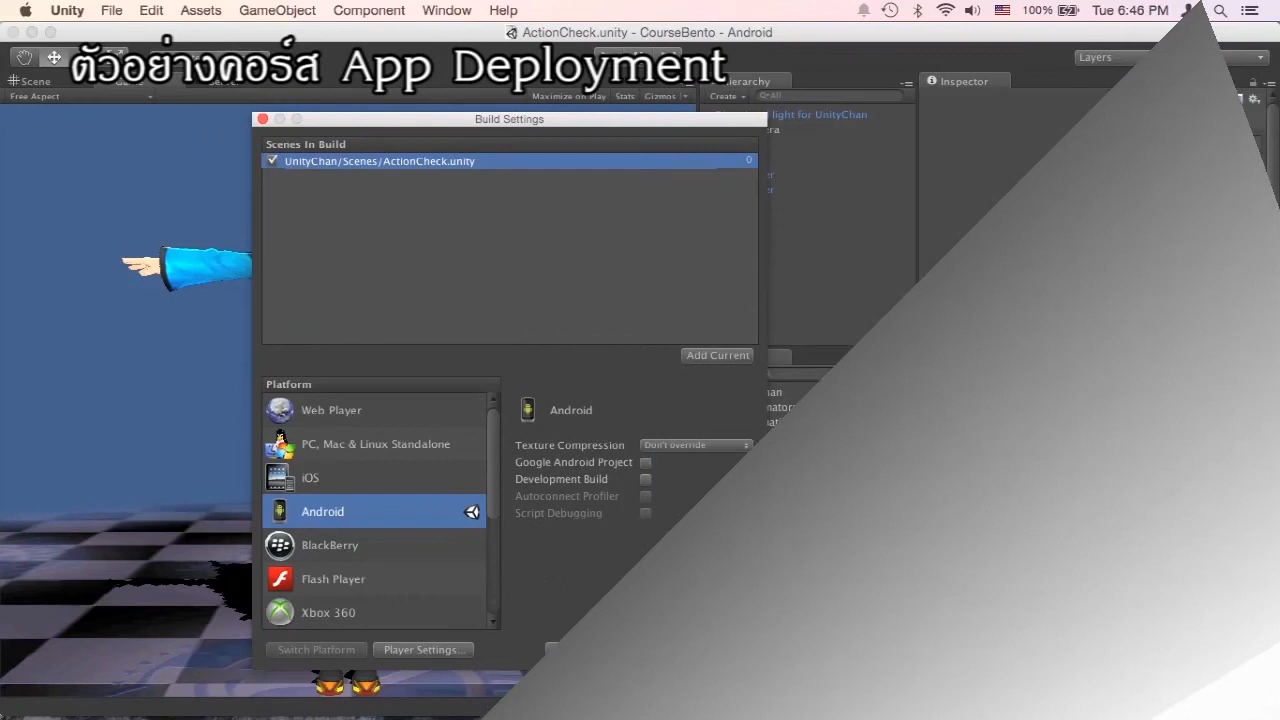 Unity File Edit Assets GameObject Component Window Help 100% Tue 6:46 PM
ActionCheck.unity - CourseBento - Android
Layers
ตัวอย่างคอร์ส App Deployment
Scene
Inspector
Free Aspect Maximize on Play Stats Gizmos Create All
Build Settings
light for UnityChan
Scenes In Build
UnityChan/Scenes/ActionCheck.unity 0
Add Current
Platform
Web Player
Android
PC, Mac & Linux Standalone
Texture Compression Don't override
Google Android Project
iOS
Development Build
Autoconnect Profiler
Android
Script Debugging
BlackBerry
Flash Player
Xbox 360
Switch Platform Player Settings...